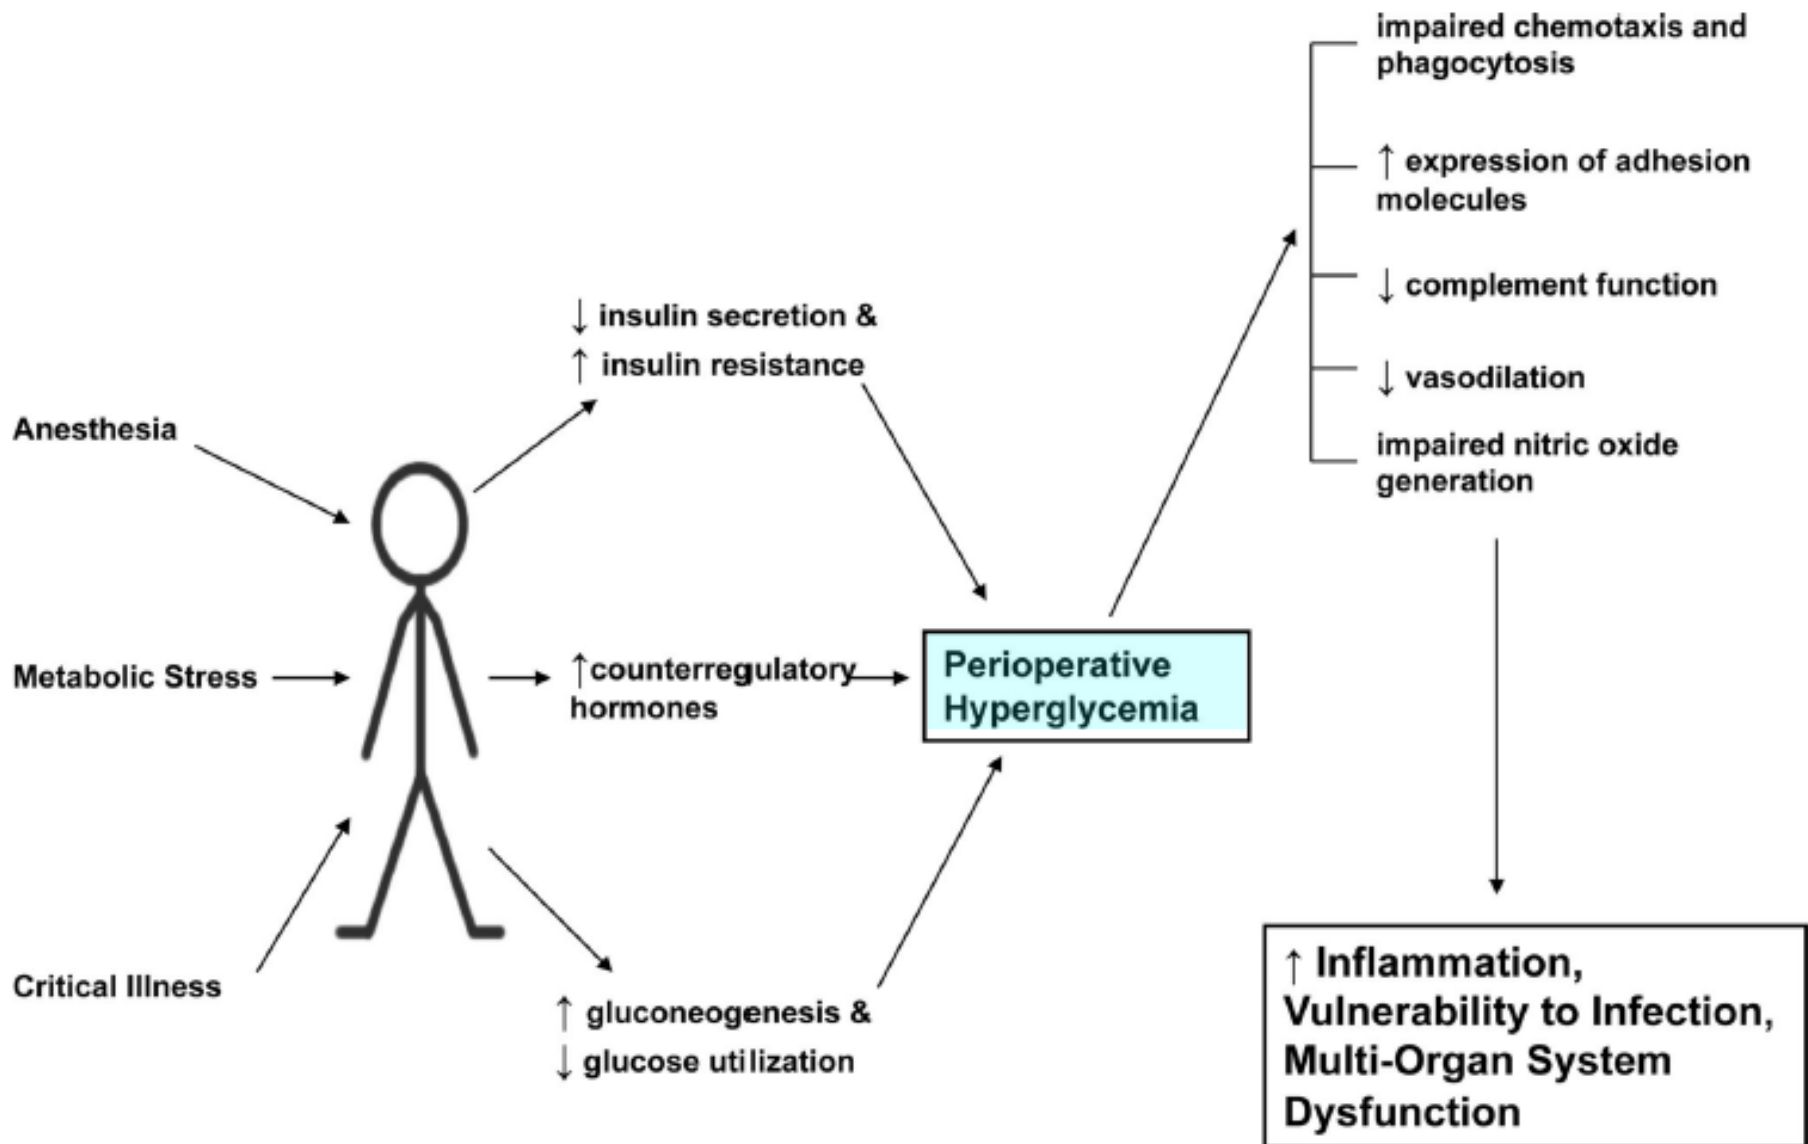 Anesthesia
Metabolic Stress
Critical Illness
↓ insulin secretion &
↑ insulin resistance
↑counterregulatory
hormones
↑ gluconeogenesis &
↓ glucose utilization
Perioperative
Hyperglycemia
impaired chemotaxis and
phagocytosis
↑ expression of adhesion
molecules
↓ complement function
↓ vasodilation
impaired nitric oxide
generation
↑ Inflammation,
Vulnerability to Infection,
Multi-Organ System
Dysfunction